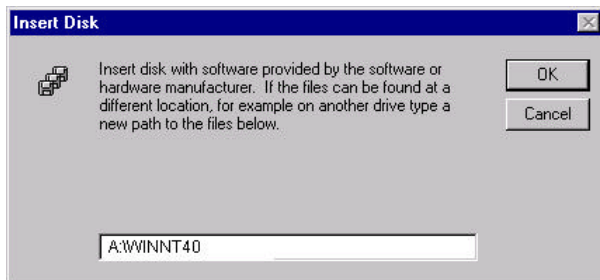 Insert Disk
Insert disk with software provided by the software or
hardware manufacturer. If the files can be found at a
different location, for example on another drive type a
new path to the files below.
OK
Cancel
A:\WINNT40